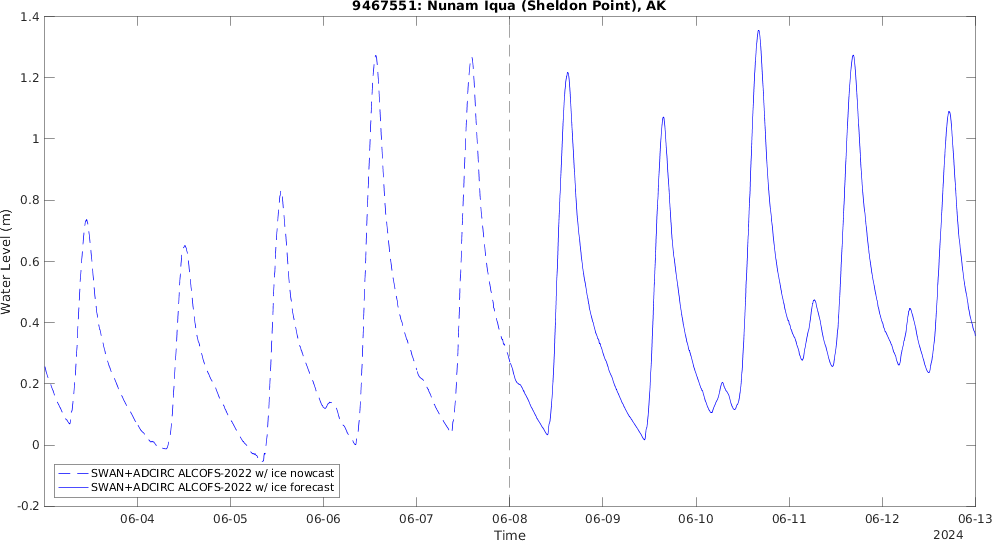 9467551: Nunam Iqua (Sheldon Point), AK
1.4
1.2
1
0.8
0.6
0.4
0.2
0
-0.2
Water Level (m)
SWAN+ADCIRC ALCOFS-2022 w/ ice nowcast
SWAN+ADCIRC ALCOFS-2022 w/ ice forecast
06-04 06-05 06-06 06-07 06-08 06-09 06-10 06-11 06-12 06-13
Time
2024